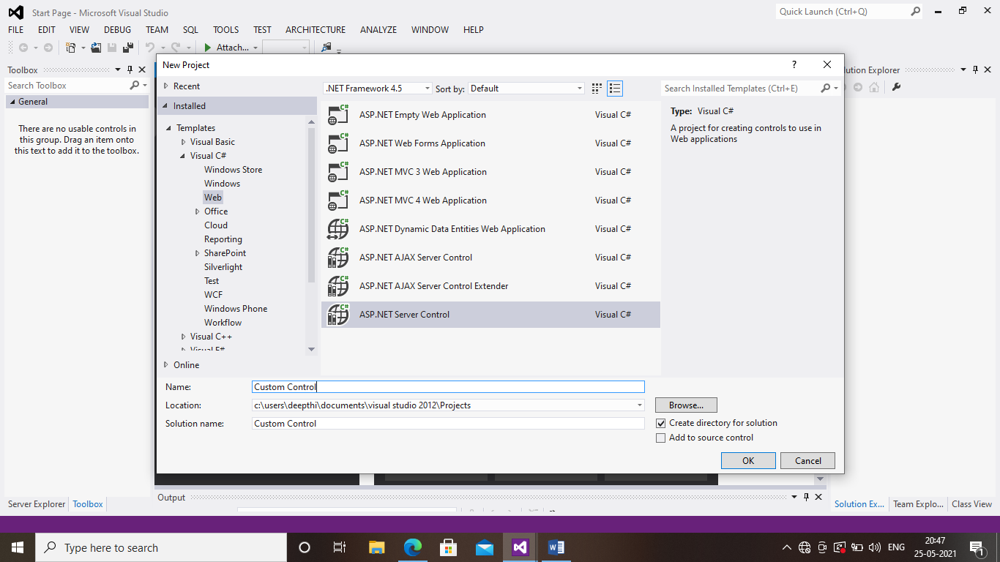 Start Page - Microsoft Visual Studio
Quick Launch (Ctrl+Q)
FILE EDIT VIEW DEBUG TEAM SQL TOOLS TEST ARCHITECTURE ANALYZE WINDOW HELP
Attach...
Toolbox
Search Toolbox
General
There are no usable controls in
this group. Drag an item onto
this text to add it to the toolbox.
Server Explorer Toolbox
New Project
?
Recent
Installed
Templates
Visual Basic
Visual C#
Windows Store
Windows
Web
Office
Cloud
Reporting
SharePoint
Silverlight
Test
WCF
Windows Phone
Workflow
Visual C++
Visual F#
Online
.NET Framework 4.5 Sort by: Default
ASP.NET Empty Web Application Visual C#
ASP.NET Web Forms Application Visual C#
ASP.NET MVC 3 Web Application Visual C#
ASP.NET MVC 4 Web Application Visual C#
ASP.NET Dynamic Data Entities Web Application Visual C#
ASP.NET AJAX Server Control Visual C#
ASP.NET AJAX Server Control Extender Visual C#
ASP.NET Server Control Visual C#
Search Installed Templates (Ctrl+E)
Type: Visual C#
A project for creating controls to use in
Web applications
Name: Custom Control
Location: c:\users\deepthi\documents\visual studio 2012\Projects
Browse...
Solution name: Custom Control
Create directory for solution
Add to source control
OK Cancel
lution Explorer
Output
Solution Ex... Team Explo... Class View
Type here to search
ENG
20:47
25-05-2021
1